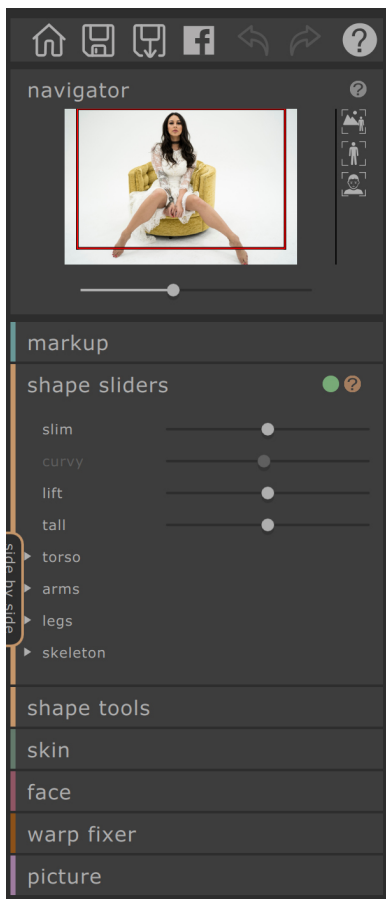 navigator
markup
shape sliders
slim
curvy
lift
tall
torso
arms
legs
skeleton
side by side
shape tools
skin
face
warp fixer
picture